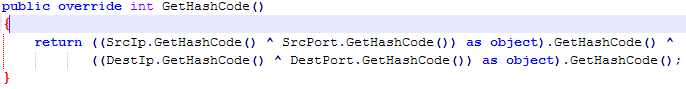 public override int GetHashCode()
{
return ((SrcIp.GetHashCode() ^ SrcPort.GetHashCode()) as object).GetHashCode() ^
((DestIp.GetHashCode() ^ DestPort.GetHashCode()) as object).GetHashCode();
}